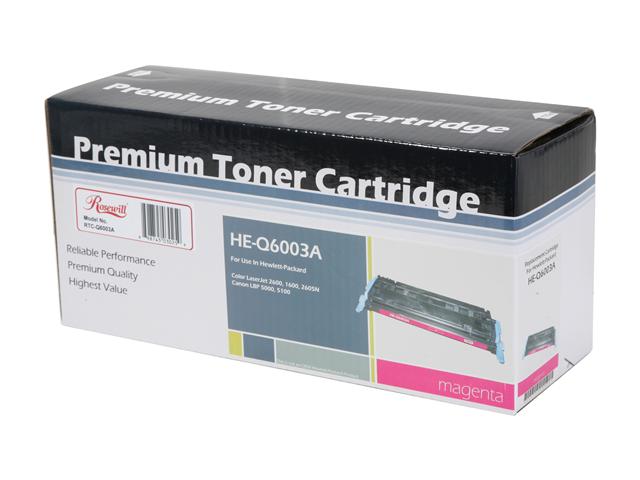 Premium Toner Cartridge
Premium Toner Cartridge
Rosewill
Model No.
RTC-Q6003A
Reliable Performance
Premium Quality
Highest Value
HE-Q6003A
For Use In Hewlett-Packard
Color LaserJet 2600, 1600, 2605N
Canon LBP 5000, 5100
magenta
Replacement Cartridge
For Use In Hewlett-Packard
HE-Q6003A